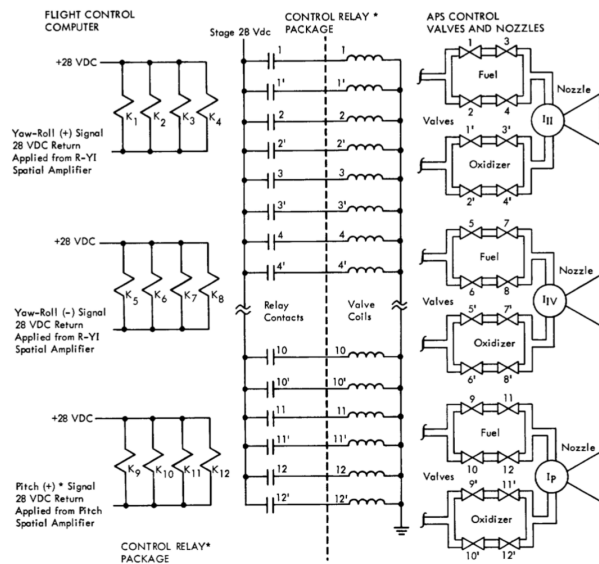 FLIGHT CONTROL
COMPUTER
+28 VDC
K1 K2 K3 K4
Yaw-Roll (+) Signal
28 VDC Return
Applied from R-YI
Spatial Amplifier
+28 VDC
K5 K6 K7 K8
Yaw-Roll (-) Signal
28 VDC Return
Applied from R-YI
Spatial Amplifier
+28 VDC
K9 K10 K11 K12
Pitch (+) * Signal
28 VDC Return
Applied from Pitch
Spatial Amplifier
CONTROL RELAY*
PACKAGE
CONTROL RELAY *
PACKAGE
Stage 28 Vdc
1 1
1' 1'
2 2
2' 2'
3 3
3' 3'
4 4
4' 4'
Relay
Contacts
Valve
Coils
10 10
10' 10'
11 11
11' 11'
12 12
12' 12'
APS CONTROL
VALVES AND NOZZLES
1 3
Fuel
Nozzle
2 4
III
Valves
1' 3'
Oxidizer
2' 4'
5 7
Fuel
Nozzle
6 8
IIV
Valves
5' 7'
Oxidizer
6' 8'
9 11
Fuel
Nozzle
10 12
IP
Valves
9' 11'
Oxidizer
10' 12'